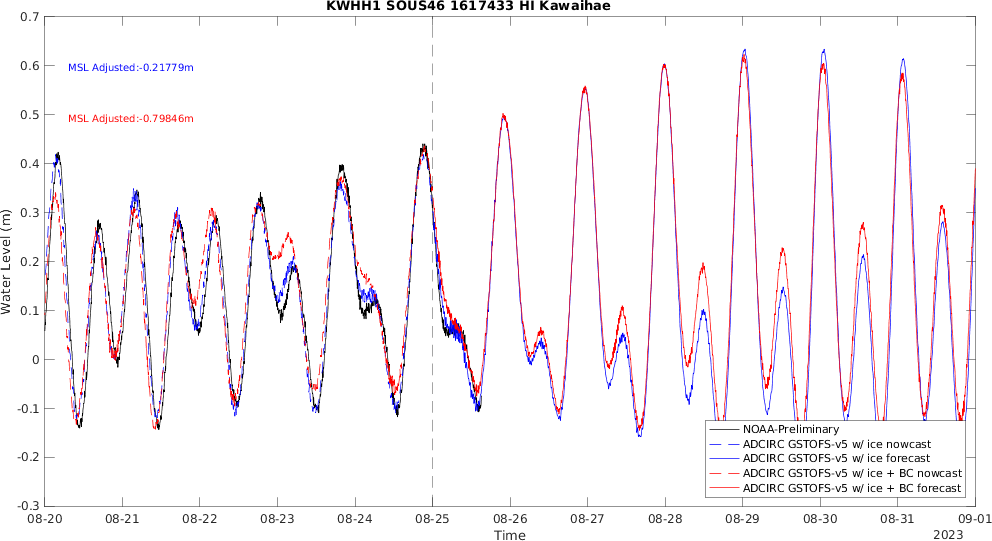 KWHH1 SOUS46 1617433 HI Kawaihae
0.7
0.6
0.5
0.4
0.3
0.2
0.1
0
-0.1
-0.2
-0.3
Water Level (m)
MSL Adjusted:-0.21779m
MSL Adjusted:-0.79846m
NOAA-Preliminary
ADCIRC GSTOFS-v5 w/ ice nowcast
ADCIRC GSTOFS-v5 w/ ice forecast
ADCIRC GSTOFS-v5 w/ ice + BC nowcast
ADCIRC GSTOFS-v5 w/ ice + BC forecast
08-20 08-21 08-22 08-23 08-24 08-25 08-26 08-27 08-28 08-29 08-30 08-31 09-01
Time
2023